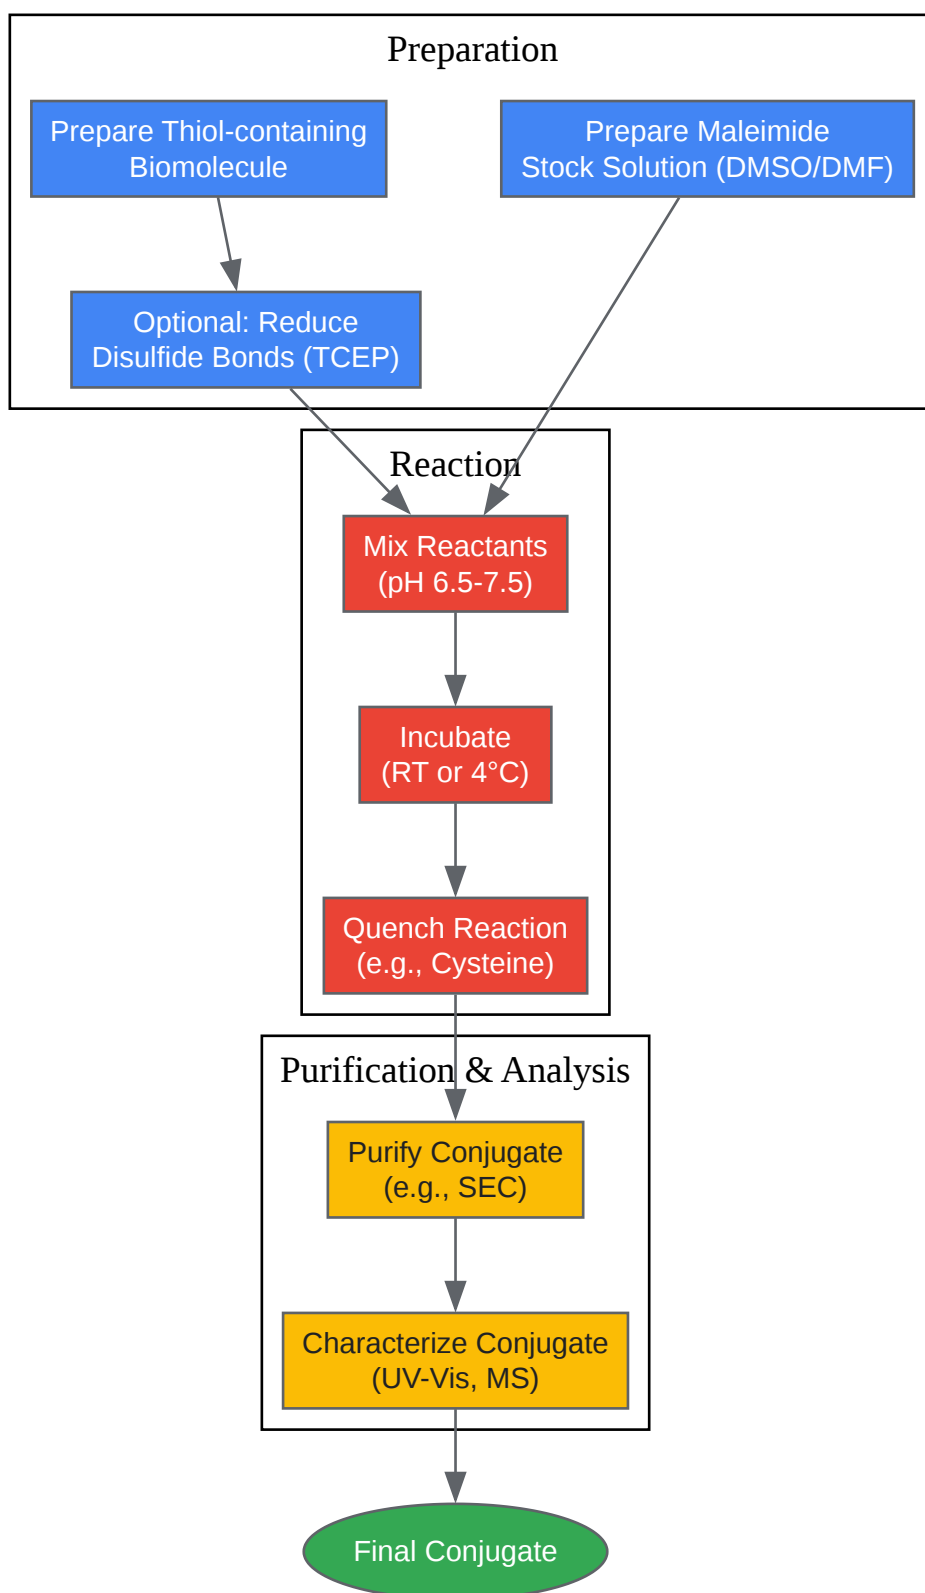 Preparation
Prepare Thiol-containing
Biomolecule
Prepare Maleimide
Stock Solution (DMSO/DMF)
Optional: Reduce
Disulfide Bonds (TCEP)
Reaction
Mix Reactants
(pH 6.5-7.5)
Incubate
(RT or 4°C)
Quench Reaction
(e.g., Cysteine)
Purification & Analysis
Purify Conjugate
(e.g., SEC)
Characterize Conjugate
(UV-Vis, MS)
Final Conjugate